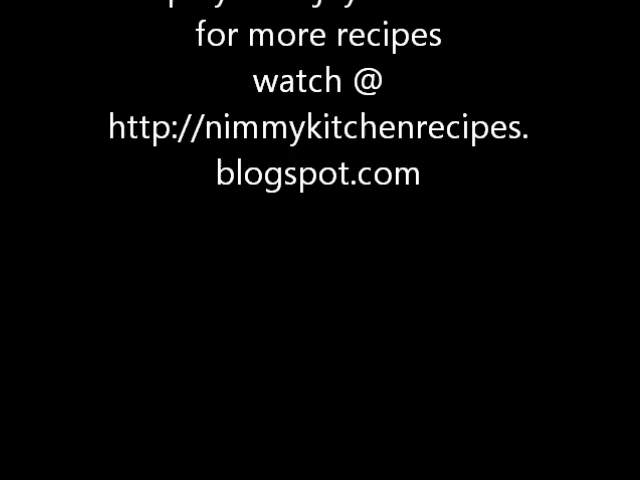 for more recipes
watch @
http://nimmykitchenrecipes.
blogspot.com